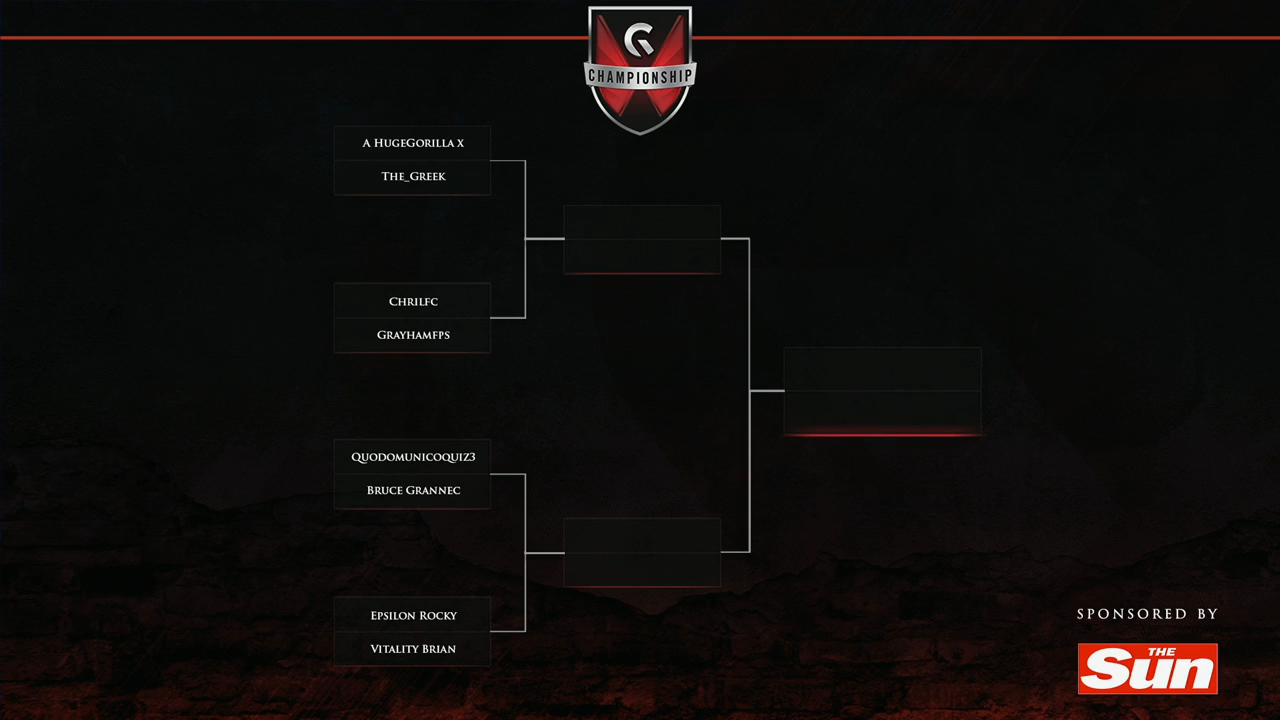 CHAMPIONSHIP
A HugeGorilla x
The_Greek
Chrilfc
Grayhamfps
Quodomunicoquiz3
Bruce Grannec
Epsilon Rocky
Vitality Brian
SPONSORED BY
THE
Sun